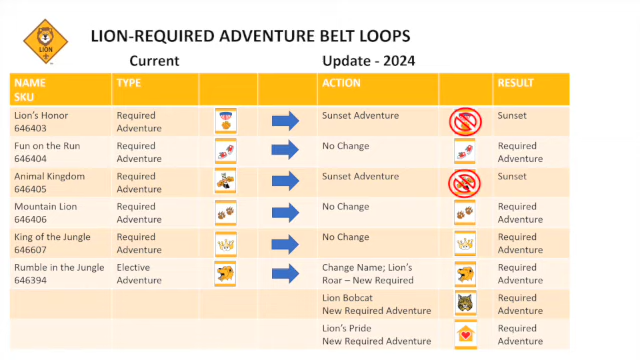 LION
LION-REQUIRED ADVENTURE BELT LOOPS
Current
Update - 2024
NAME
SKU
TYPE
ACTION
RESULT
Lion's Honor
646403
Required
Adventure
Sunset Adventure
Sunset
Fun on the Run
646404
Required
Adventure
No Change
Required
Adventure
Animal Kingdom
646405
Required
Adventure
Sunset Adventure
Sunset
Mountain Lion
646406
Required
Adventure
No Change
Required
Adventure
King of the Jungle
646607
Required
Adventure
No Change
Required
Adventure
Rumble in the Jungle
646394
Elective
Adventure
Change Name; Lion's
Roar – New Required
Required
Adventure
Lion Bobcat
New Required Adventure
Required
Adventure
Lion's Pride
New Required Adventure
Required
Adventure